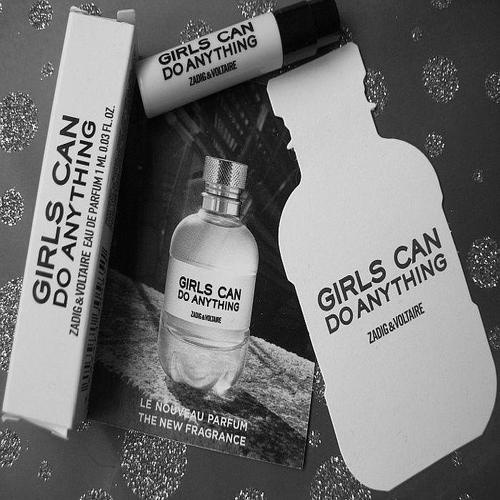 GIRLS CAN
DO ANYTHING
ZADIG & VOLTAIRE EAU DE PARFUM 1 ML 0.03 FL.OZ.
GIRLS CAN
DO ANYTHING
ZADIG & VOLTAIRE
GIRLS CAN
DO ANYTHING
ZADIG & VOLTAIRE
LE NOUVEAU PARFUM
THE NEW FRAGRANCE
GIRLS CAN
DO ANYTHING
ZADIG & VOLTAIRE